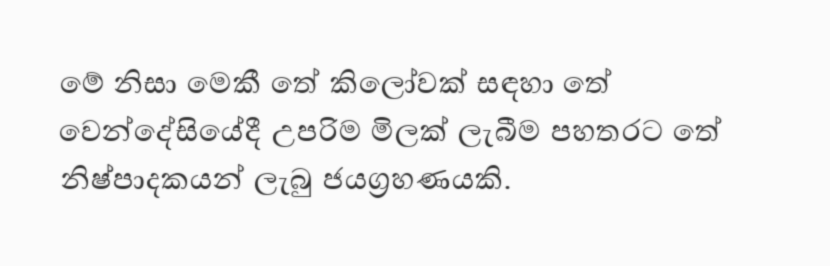 මේ නිසා මෙකී තේ කිලෝවක් සඳහා තේ
වෙන්දේසියේදී උපරිම මිලක් ලැබීම පහතරට තේ
නිෂ්පාදකයන් ලැබු ජයග්‍රහණයකි.